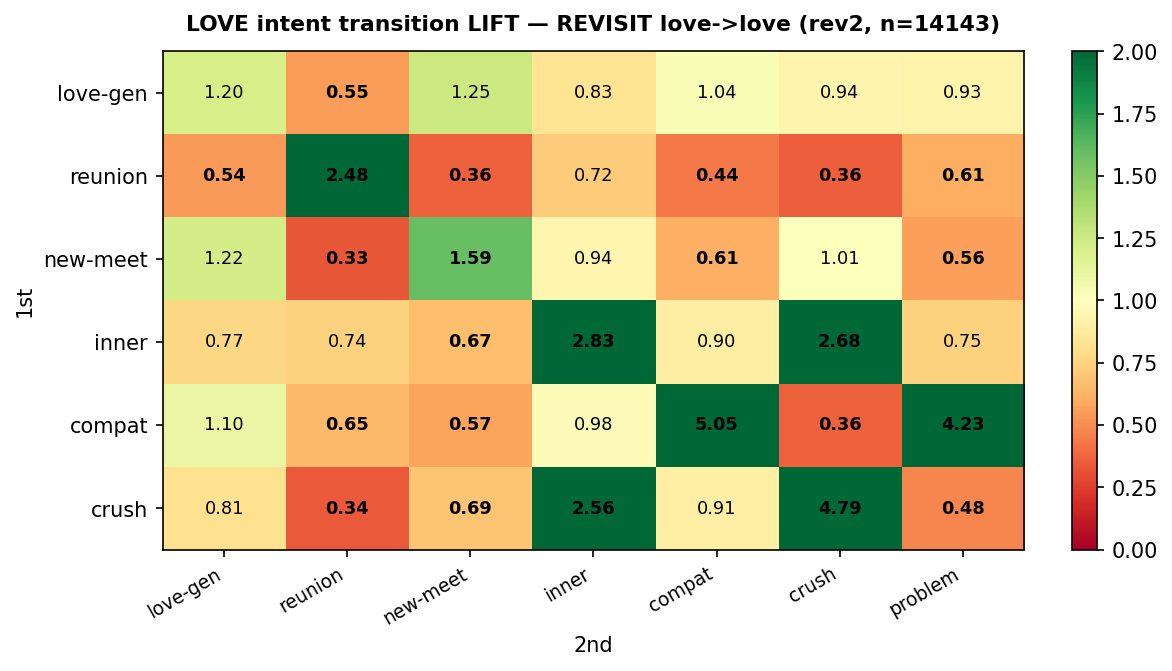 LOVE intent transition LIFT — REVISIT love->love (rev2, n=14143)
love-gen 1.20 0.55 1.25 0.83 1.04 0.94 0.93
reunion 0.54 2.48 0.36 0.72 0.44 0.36 0.61
new-meet 1.22 0.33 1.59 0.94 0.61 1.01 0.56
inner 0.77 0.74 0.67 2.83 0.90 2.68 0.75
compat 1.10 0.65 0.57 0.98 5.05 0.36 4.23
crush 0.81 0.34 0.69 2.56 0.91 4.79 0.48
1st
love-gen reunion new-meet inner compat crush problem
2nd
2.00
1.75
1.50
1.25
1.00
0.75
0.50
0.25
0.00